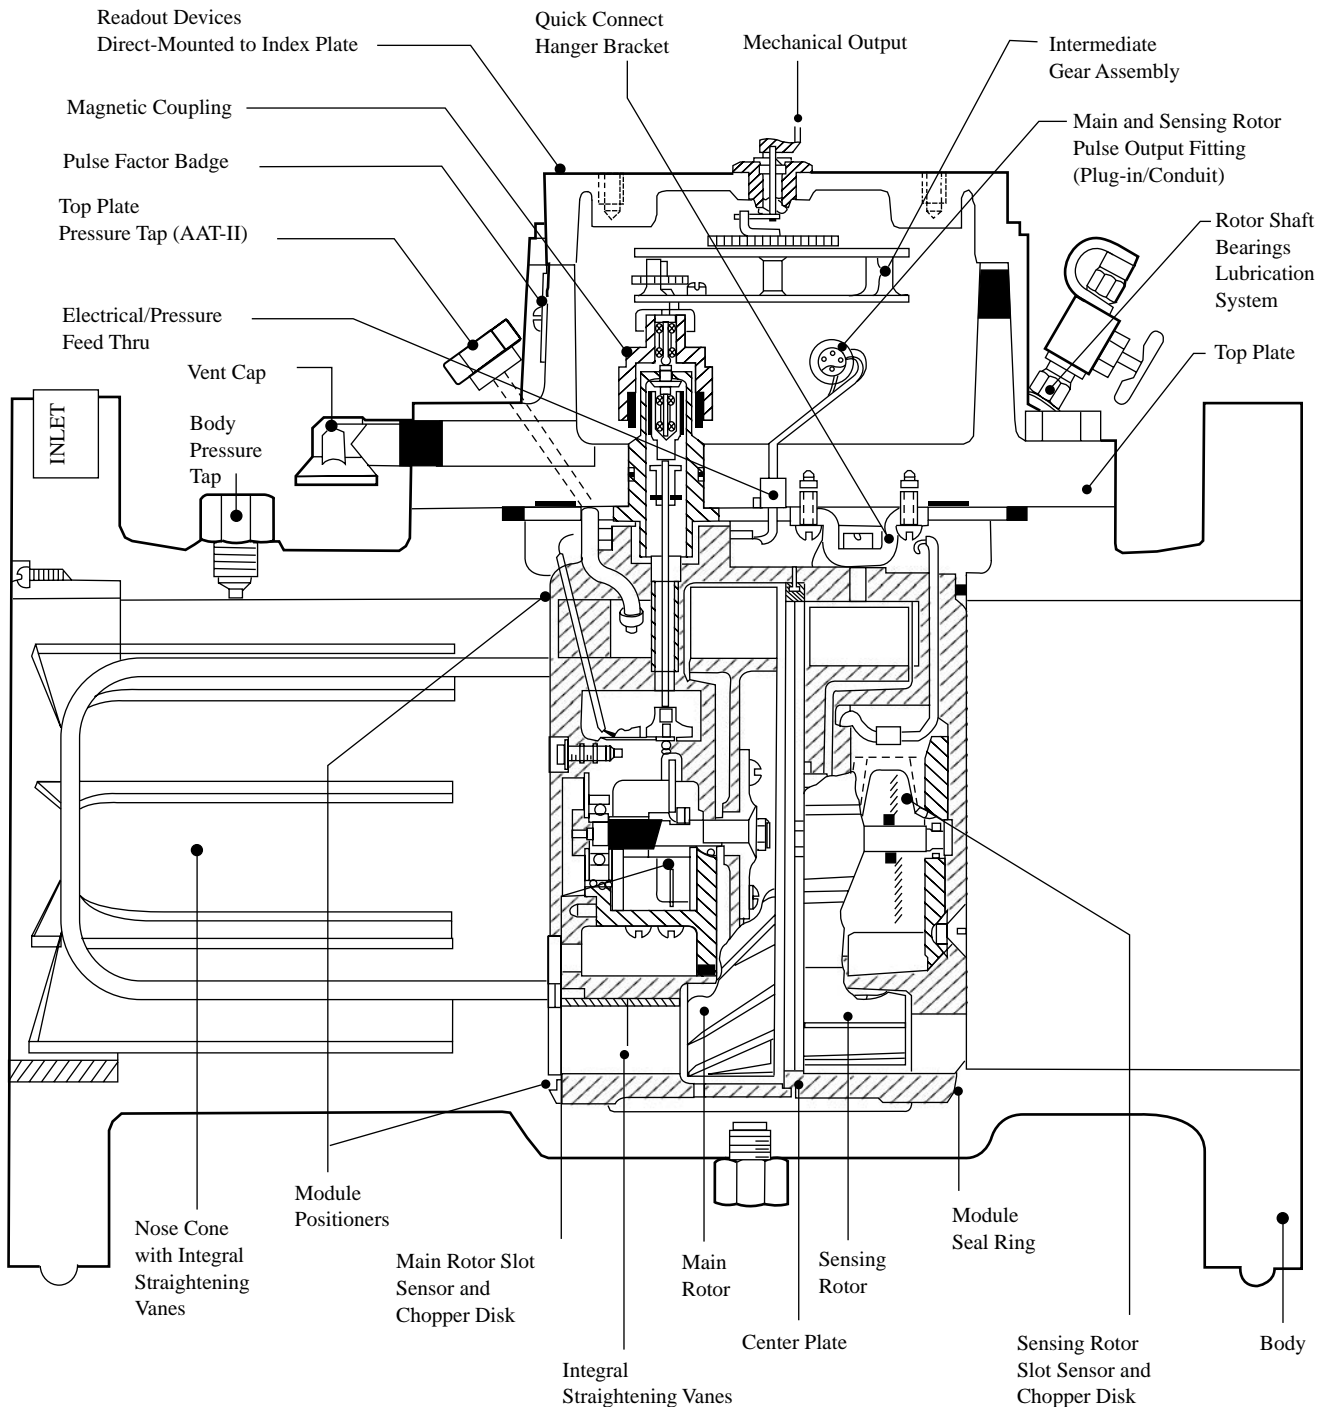 Readout Devices
Direct-Mounted to Index Plate
Quick Connect
Hanger Bracket
Mechanical Output
Intermediate
Gear Assembly
Magnetic Coupling
Main and Sensing Rotor
Pulse Output Fitting
(Plug-in/Conduit)
Pulse Factor Badge
Top Plate
Pressure Tap (AAT-II)
Rotor Shaft
Bearings
Lubrication
System
Electrical/Pressure
Feed Thru
Top Plate
Vent Cap
INLET
Body
Pressure
Tap
Module
Positioners
Nose Cone
with Integral
Straightening
Vanes
Main Rotor Slot
Sensor and
Chopper Disk
Main
Rotor
Sensing
Rotor
Module
Seal Ring
Center Plate
Integral
Straightening Vanes
Sensing Rotor
Slot Sensor and
Chopper Disk
Body